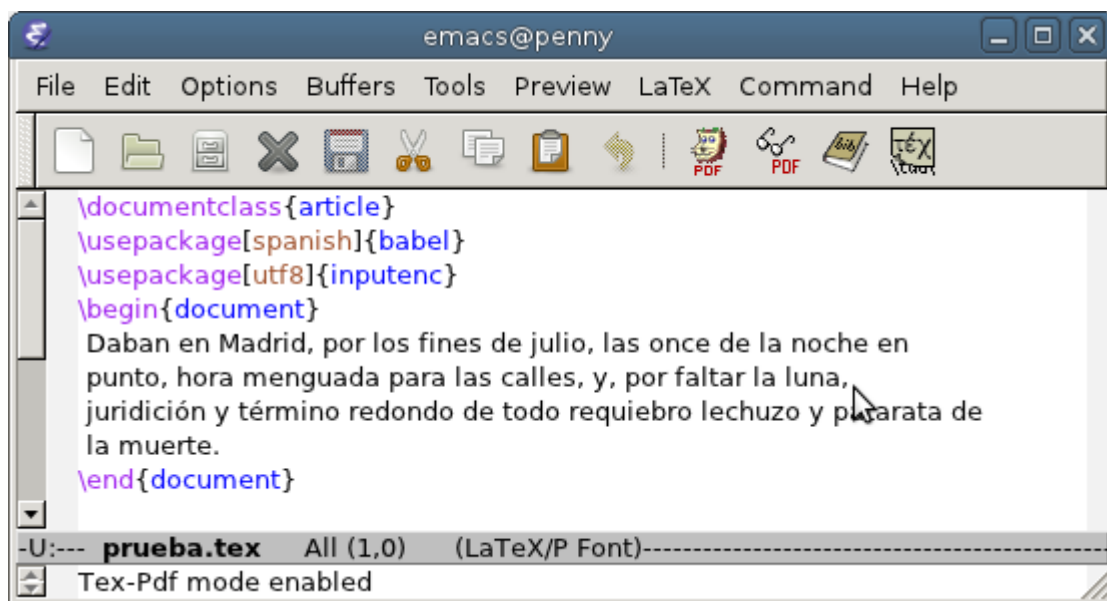 emacs@penny
File Edit Options Buffers Tools Preview LaTeX Command Help
PDF PDF bib τέχ
\documentclass{article}
\usepackage[spanish]{babel}
\usepackage[utf8]{inputenc}
\begin{document}
Daban en Madrid, por los fines de julio, las once de la noche en
punto, hora menguada para las calles, y, por faltar la luna,
juridición y término redondo de todo requiebro lechuzo y de
la muerte.
\end{document}
-U:--- prueba.tex All (1,0) (LaTeX/P Font)--------------------------------------------
Tex-Pdf mode enabled